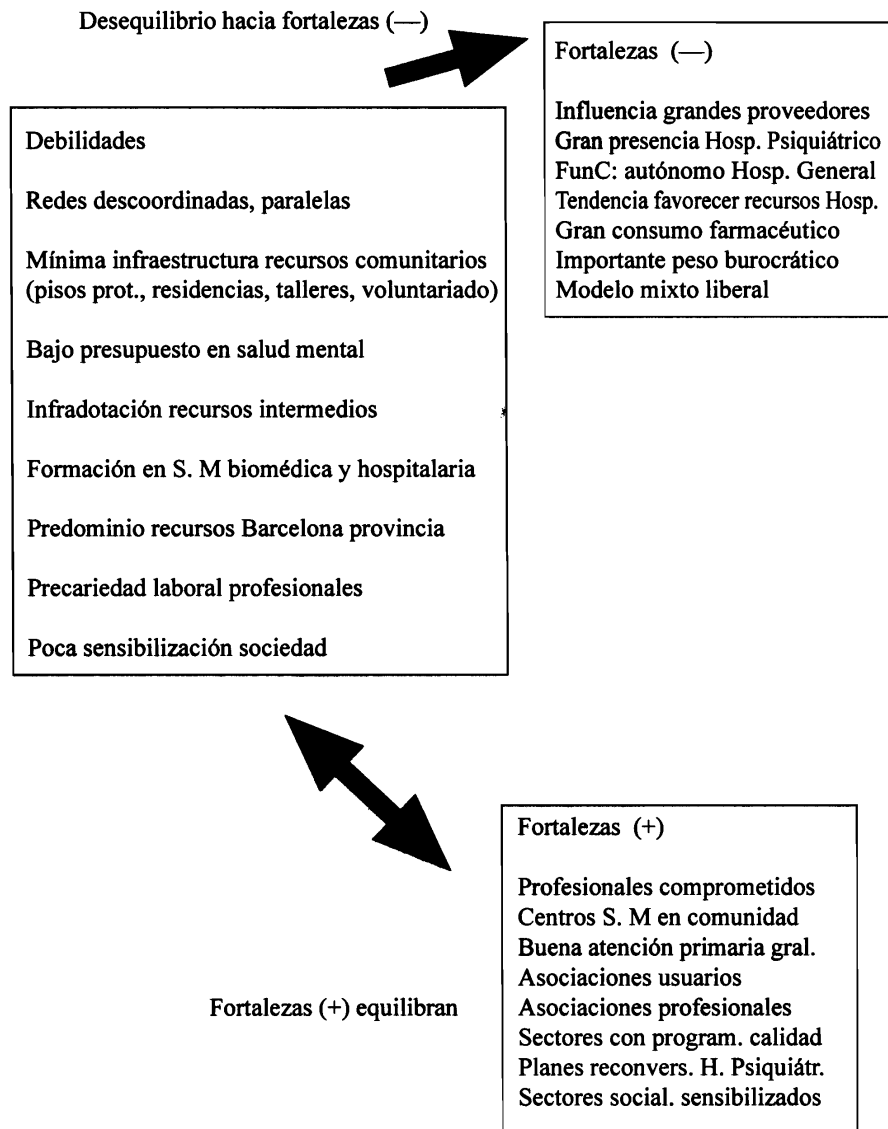 Desequilibrio hacia fortalezas (—)
Fortalezas (—)
Influencia grandes proveedores
Gran presencia Hosp. Psiquiátrico
FunC: autónomo Hosp. General
Tendencia favorecer recursos Hosp.
Gran consumo farmacéutico
Importante peso burocrático
Modelo mixto liberal
Debilidades
Redes descoordinadas, paralelas
Mínima infraestructura recursos comunitarios
(pisos prot., residencias, talleres, voluntariado)
Bajo presupuesto en salud mental
Infradotación recursos intermedios
Formación en S. M biomédica y hospitalaria
Predominio recursos Barcelona provincia
Precariedad laboral profesionales
Poca sensibilización sociedad
Fortalezas (+)
Profesionales comprometidos
Centros S. M en comunidad
Buena atención primaria gral.
Asociaciones usuarios
Asociaciones profesionales
Sectores con program. calidad
Planes reconvers. H. Psiquiátr.
Sectores social. sensibilizados
Fortalezas (+) equilibran